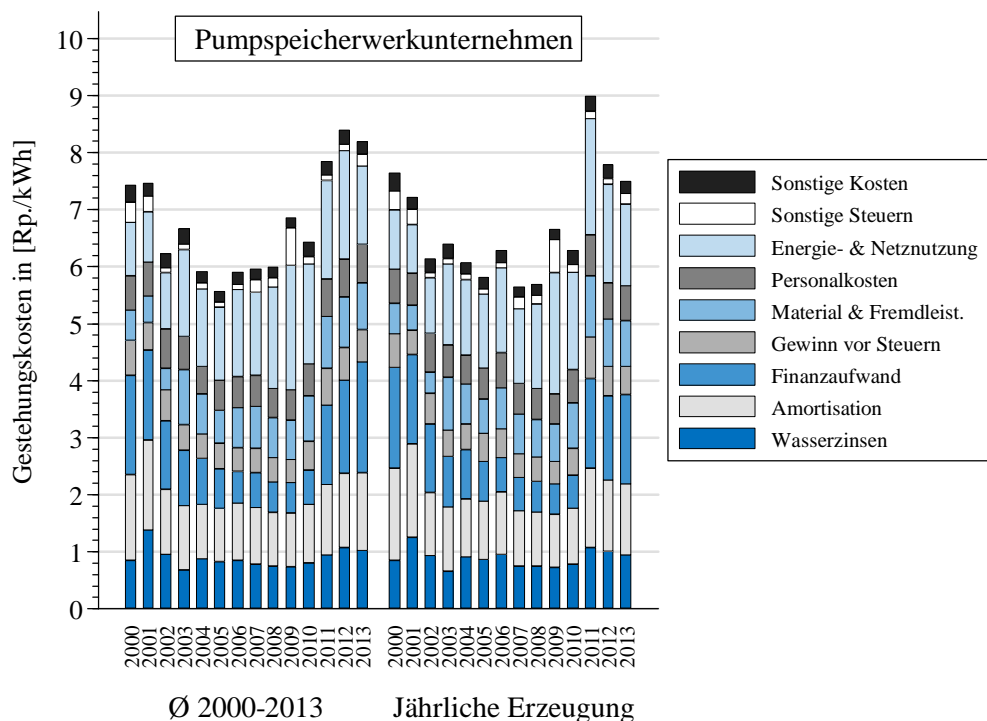 Pumpspeicherwerkunternehmen
Gestehungskosten in [Rp./kWh]
10
9
8
7
6
5
4
3
2
1
0
Sonstige Kosten
Sonstige Steuern
Energie- & Netznutzung
Personalkosten
Material & Fremdleist.
Gewinn vor Steuern
Finanzaufwand
Amortisation
Wasserzinsen
2000 2001 2002 2003 2004 2005 2006 2007 2008 2009 2010 2011 2012 2013 2000 2001 2002 2003 2004 2005 2006 2007 2008 2009 2010 2011 2012 2013
Ø 2000-2013 Jährliche Erzeugung